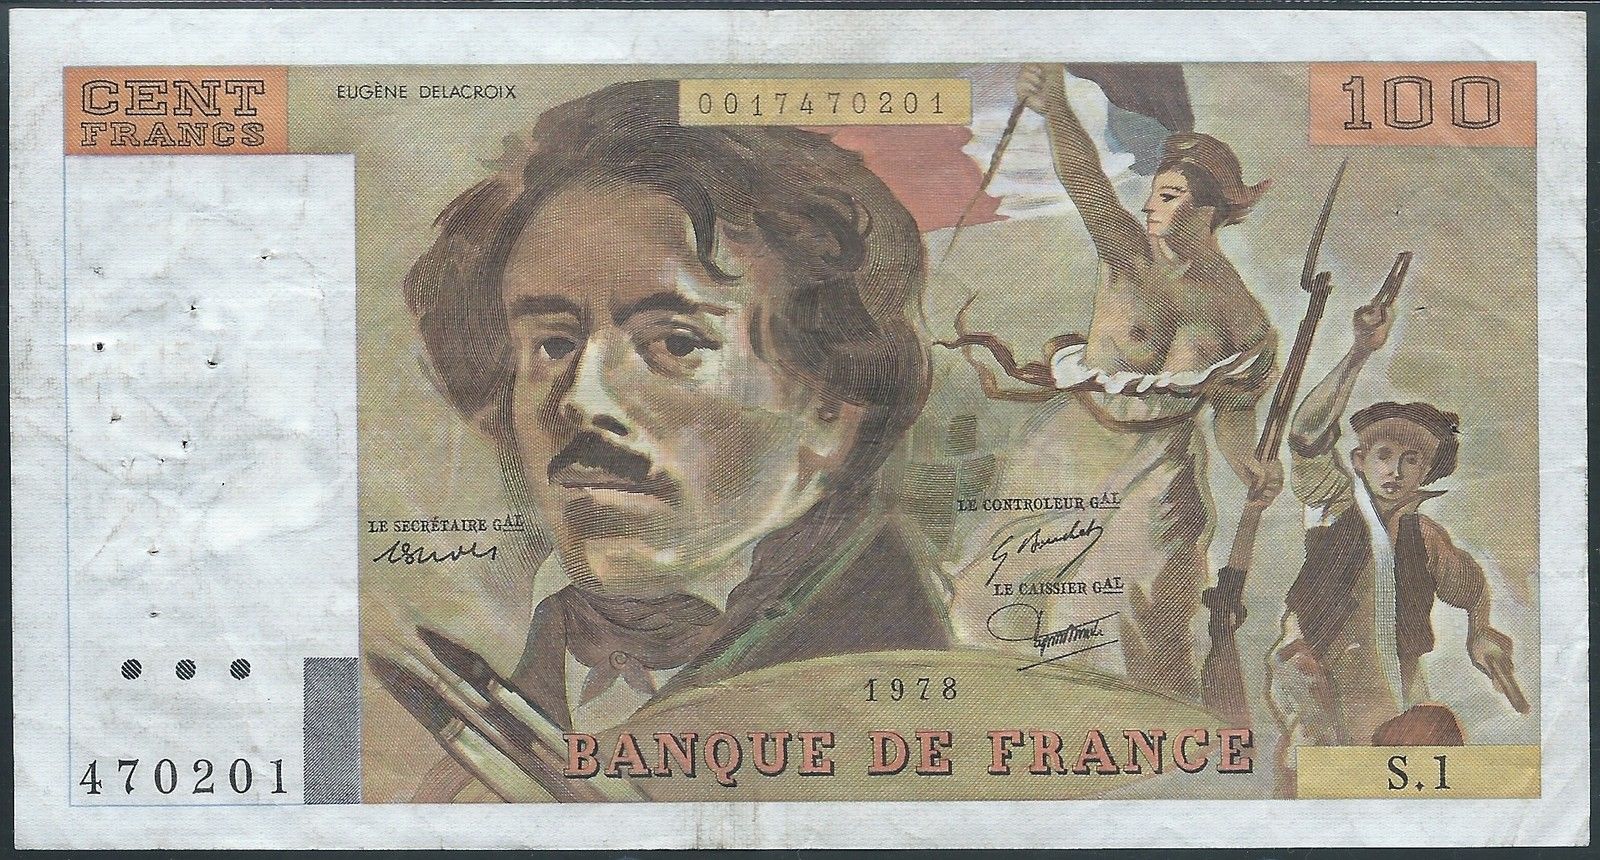 CENT
FRANCS
EUGÈNE DELACROIX
0017470201
100
LE SECRÉTAIRE GAL
LE CONTROLEUR GAL
G Bouchet
LE CAISSIER GAL
1978
BANQUE DE FRANCE
470201
S.1